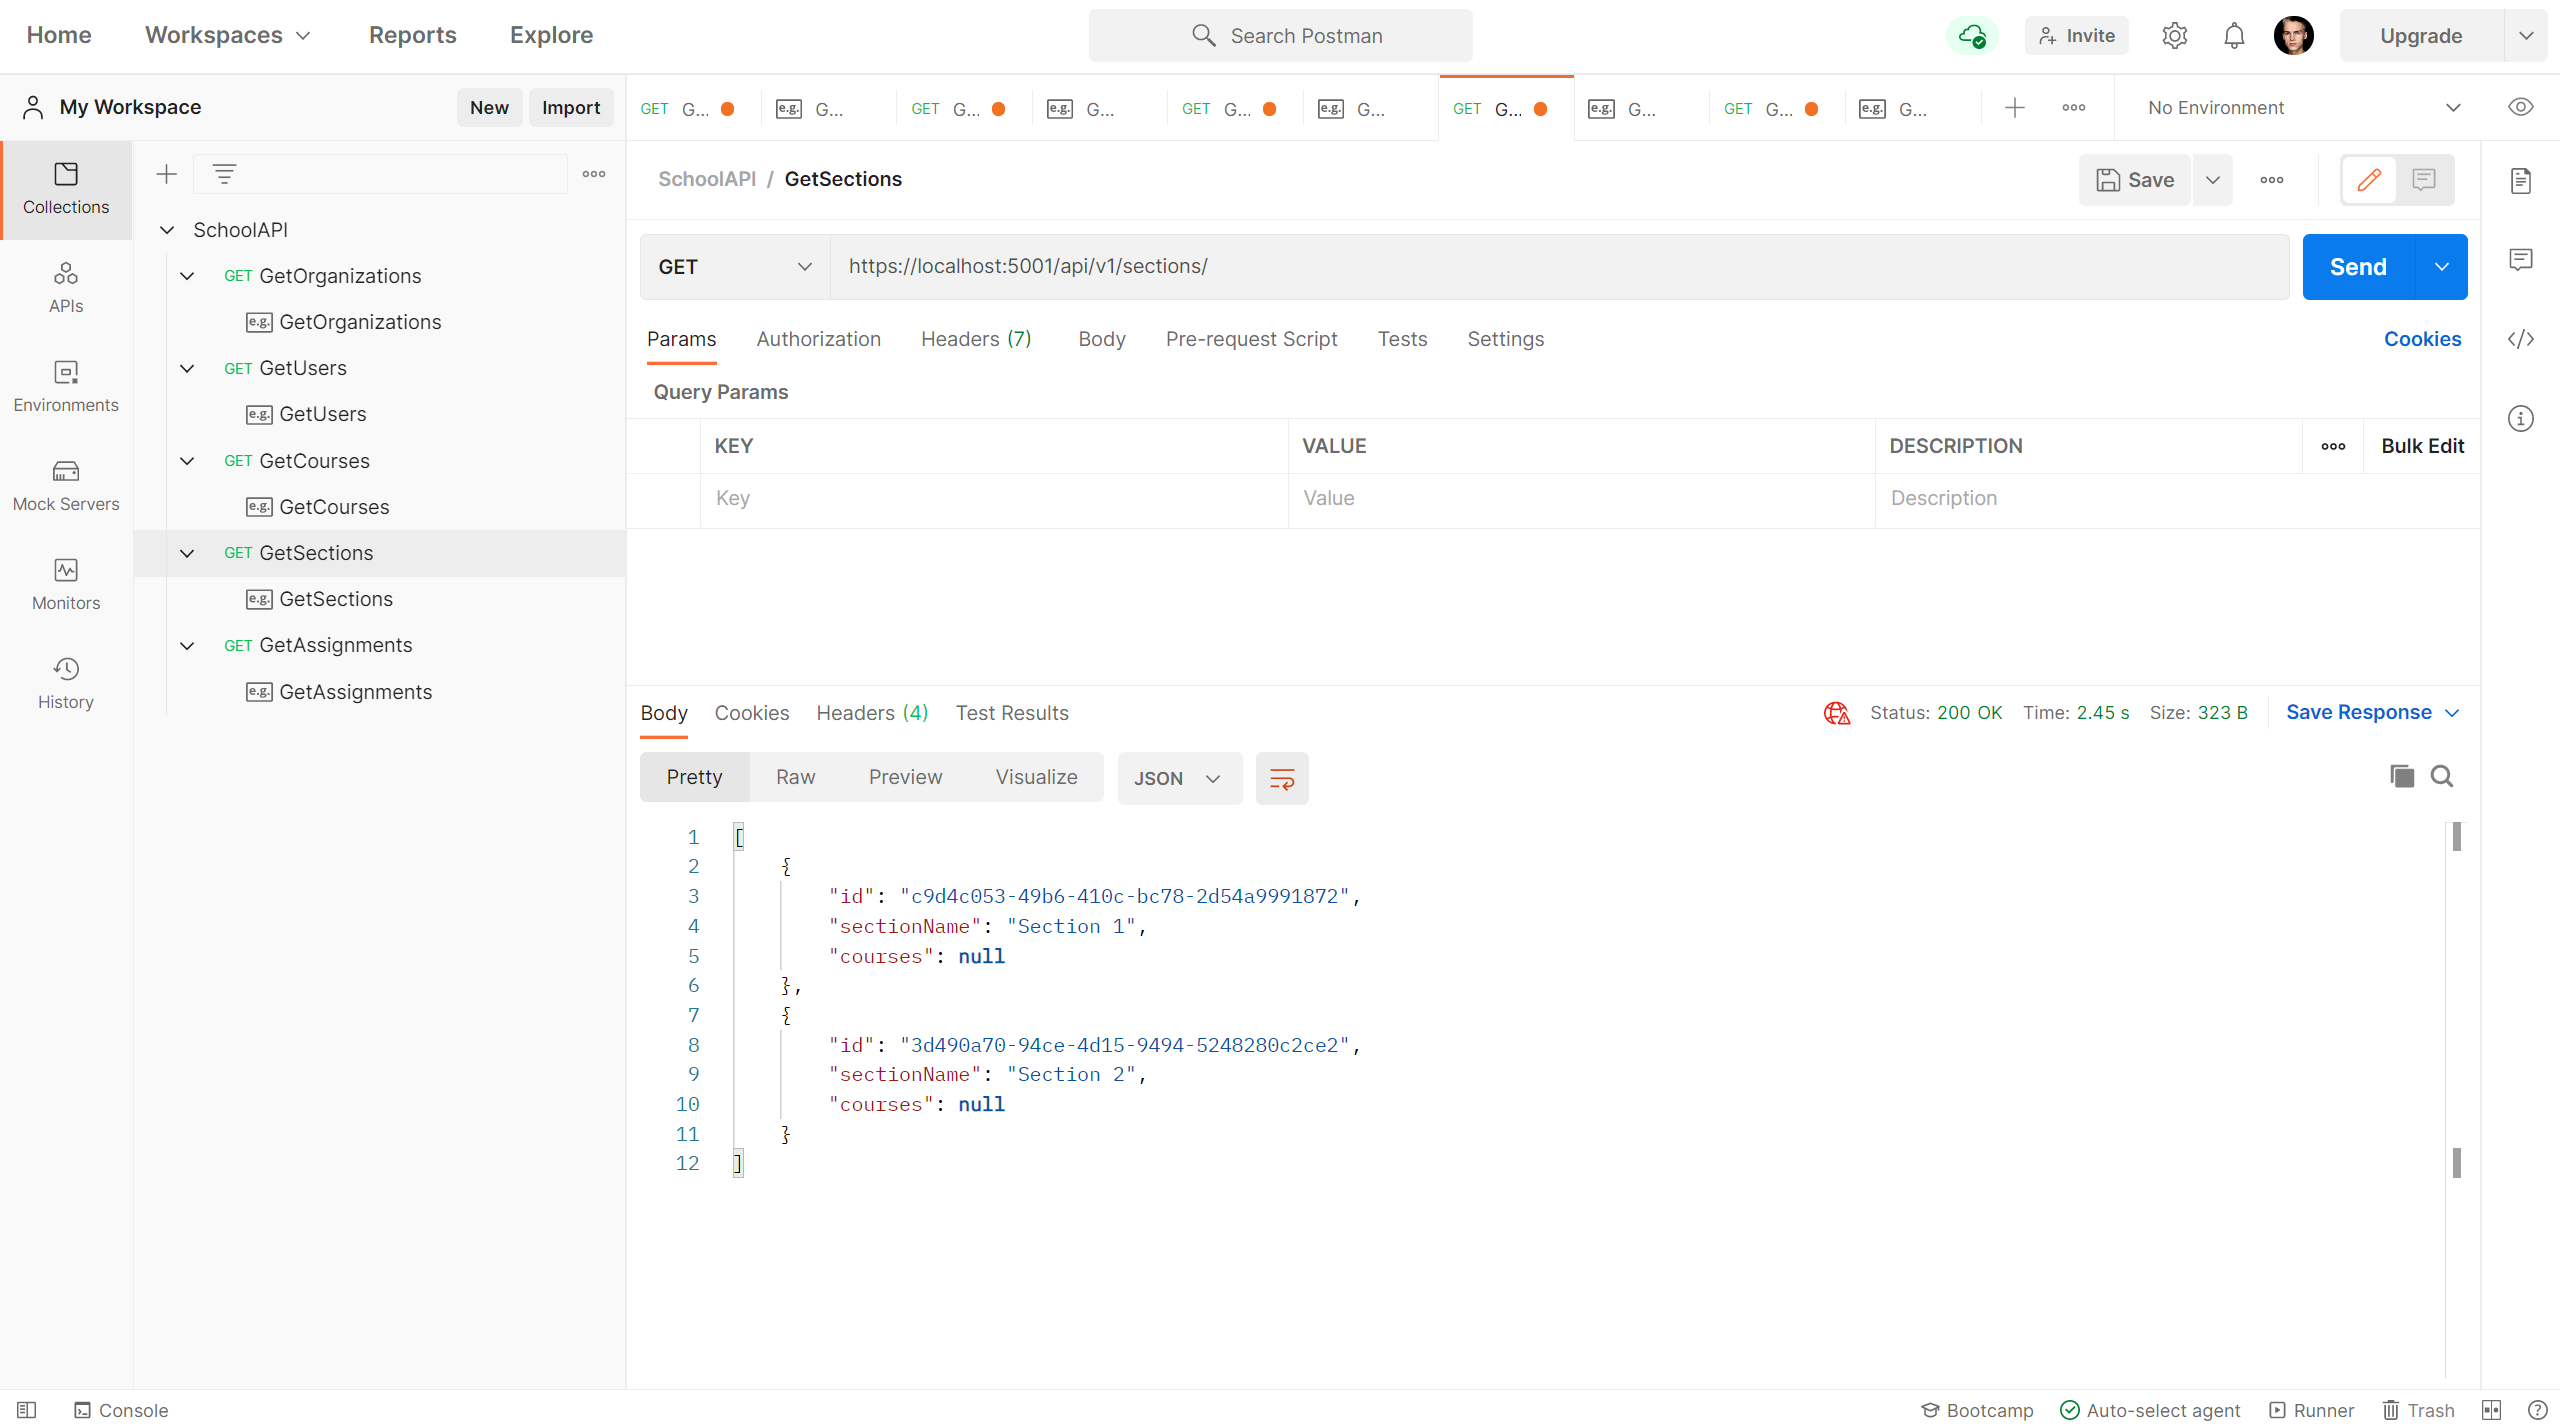 Home Workspaces Reports Explore Search Postman Invite Upgrade
My Workspace New Import
GET G... e.g. G... GET G... e.g. G... GET G... e.g. G... GET G... e.g. G... GET G... e.g. G... No Environment
Collections
APIs
Environments
Mock Servers
Monitors
History
SchoolAPI
GET GetOrganizations
e.g. GetOrganizations
GET GetUsers
e.g. GetUsers
GET GetCourses
e.g. GetCourses
GET GetSections
e.g. GetSections
GET GetAssignments
e.g. GetAssignments
SchoolAPI / GetSections Save
GET https://localhost:5001/api/v1/sections/ Send
Params Authorization Headers (7) Body Pre-request Script Tests Settings Cookies
Query Params
KEY VALUE DESCRIPTION Bulk Edit
Key Value Description
Body Cookies Headers (4) Test Results Status: 200 OK Time: 2.45 s Size: 323 B Save Response
Pretty Raw Preview Visualize JSON
1 [
2 {
3 "id": "c9d4c053-49b6-410c-bc78-2d54a9991872",
4 "sectionName": "Section 1",
5 "courses": null
6 },
7 {
8 "id": "3d490a70-94ce-4d15-9494-5248280c2ce2",
9 "sectionName": "Section 2",
10 "courses": null
11 }
12 ]
Console Bootcamp Auto-select agent Runner Trash